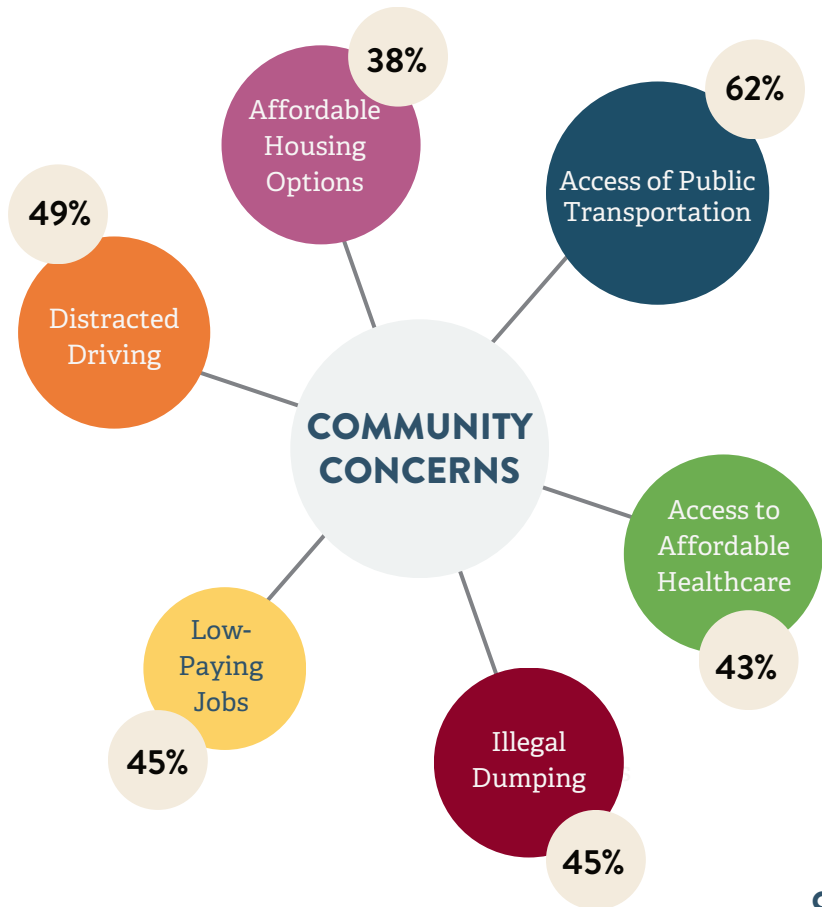 38%
Affordable
Housing
Options
62%
Access of Public
Transportation
49%
Distracted
Driving
COMMUNITY
CONCERNS
Access to
Affordable
Healthcare
43%
Low-
Paying
Jobs
45%
Illegal
Dumping
45%